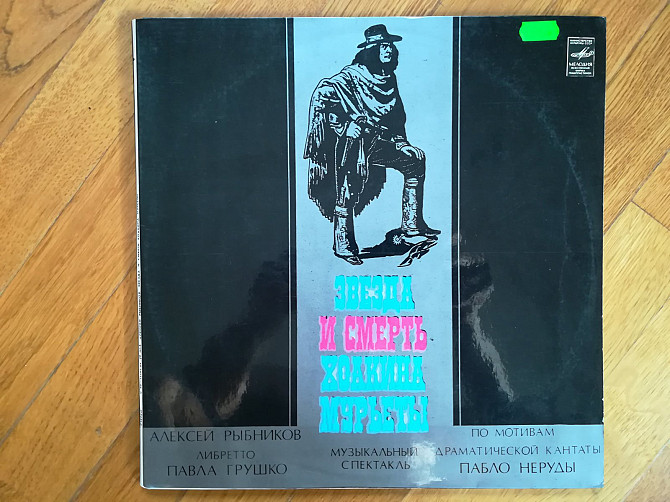 МЕЛОДИЯ
ЗВЕЗДА
И СМЕРТЬ
ХОАКИНА
МУРЬЕТЫ
АЛЕКСЕЙ РЫБНИКОВ
ЛИБРЕТТО
ПАВЛА ГРУШКО
МУЗЫКАЛЬНЫЙ
СПЕКТАКЛЬ
ПО МОТИВАМ
ДРАМАТИЧЕСКОЙ КАНТАТЫ
ПАБЛО НЕРУДЫ